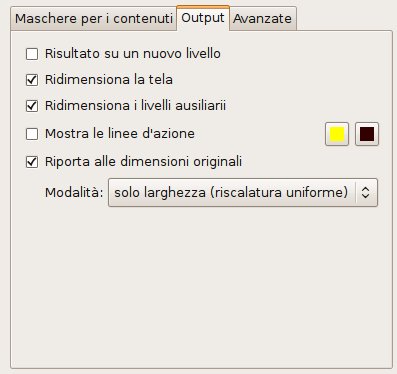 Maschere per i contenuti Output Avanzate
Risultato su un nuovo livello
Ridimensiona la tela
Ridimensiona i livelli ausiliarii
Mostra le linee d'azione
Riporta alle dimensioni originali
Modalità: solo larghezza (riscalatura uniforme)